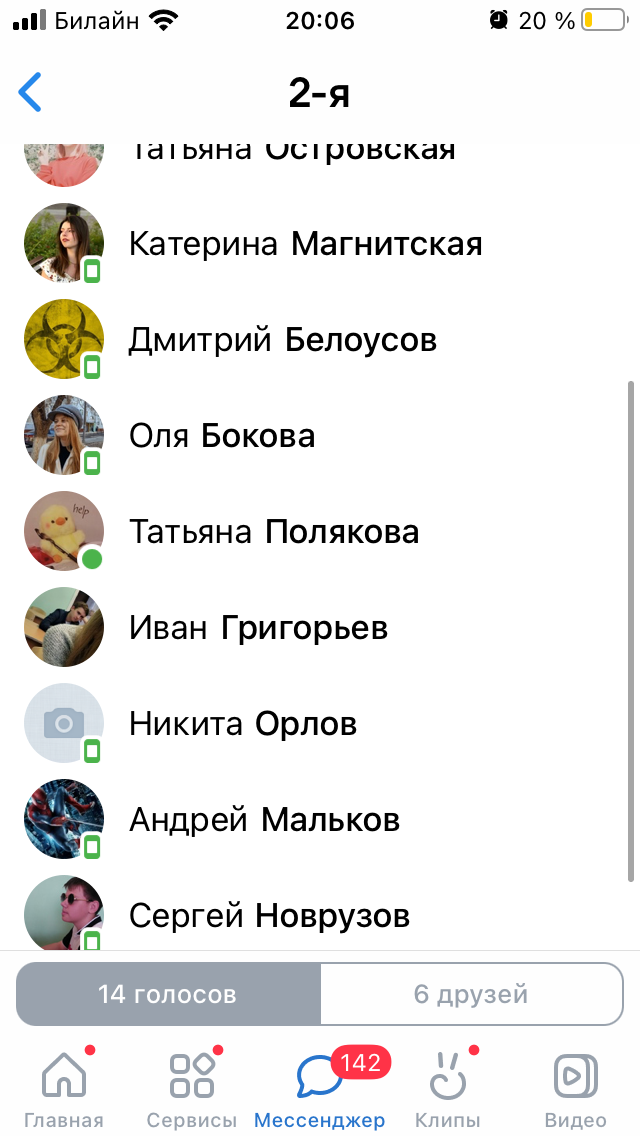 Билайн 20:06 20 %
2-я
Татьяна Островская
Катерина Магнитская
Дмитрий Белоусов
Оля Бокова
help
Татьяна Полякова
Иван Григорьев
Никита Орлов
Андрей Мальков
Сергей Новрузов
14 голосов 6 друзей
142
Главная Сервисы Мессенджер Клипы Видео